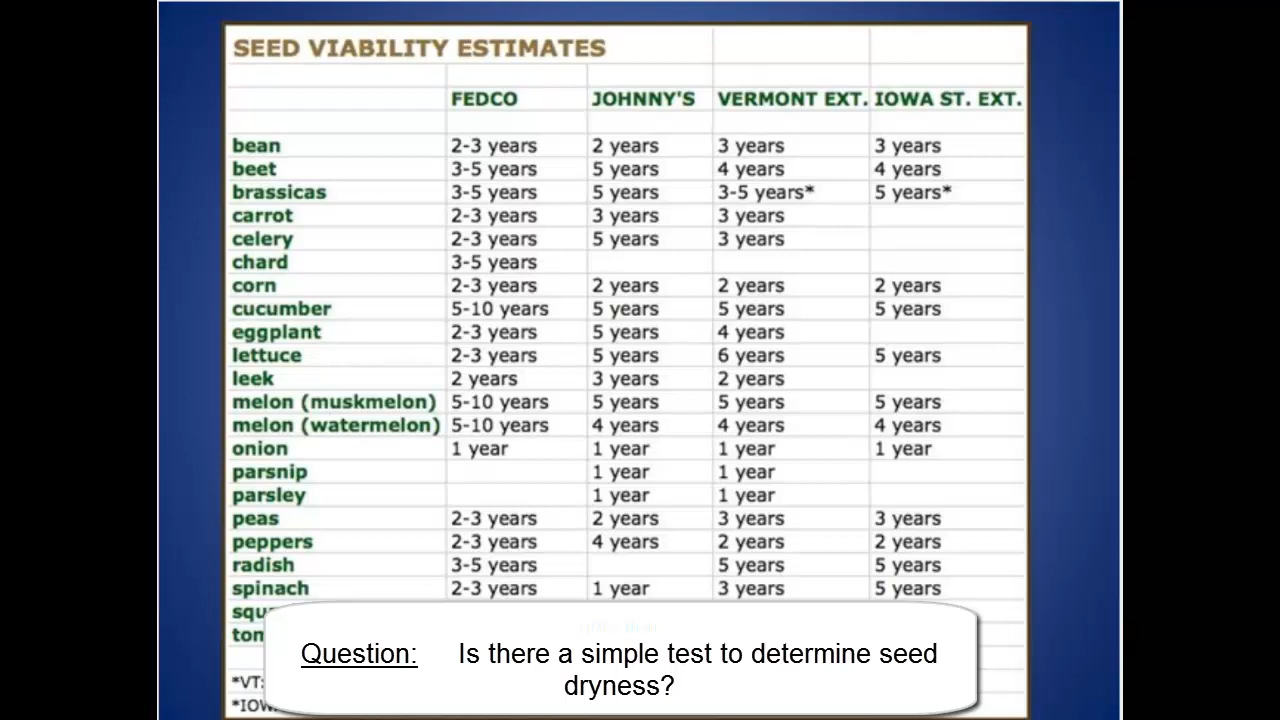 SEED VIABILITY ESTIMATES
FEDCO JOHNNY'S VERMONT EXT. IOWA ST. EXT.
bean 2-3 years 2 years 3 years 3 years
beet 3-5 years 5 years 4 years 4 years
brassicas 3-5 years 5 years 3-5 years* 5 years*
carrot 2-3 years 3 years 3 years
celery 2-3 years 5 years 3 years
chard 3-5 years
corn 2-3 years 2 years 2 years 2 years
cucumber 5-10 years 5 years 5 years 5 years
eggplant 2-3 years 5 years 4 years
lettuce 2-3 years 5 years 6 years 5 years
leek 2 years 3 years 2 years
melon (muskmelon) 5-10 years 5 years 5 years 5 years
melon (watermelon) 5-10 years 4 years 4 years 4 years
onion 1 year 1 year 1 year 1 year
parsnip 1 year 1 year
parsley 1 year 1 year
peas 2-3 years 2 years 3 years 3 years
peppers 2-3 years 4 years 2 years 2 years
radish 3-5 years 5 years 5 years
spinach 2-3 years 1 year 3 years 5 years
*VT:
Question: Is there a simple test to determine seed
dryness?